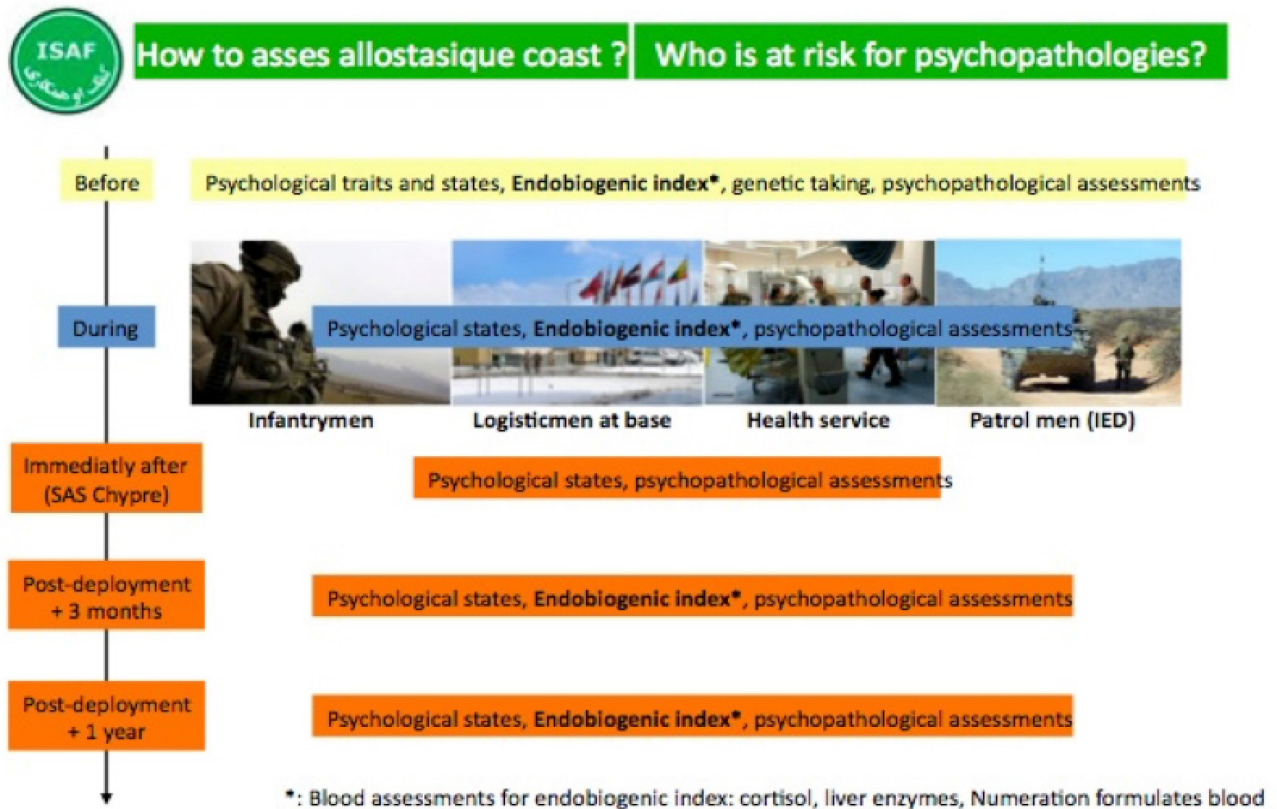 ISAF
کمک او همکاری
How to asses allostasique coast ?
Who is at risk for psychopathologies?
Before
Psychological traits and states, Endobiogenic index*, genetic taking, psychopathological assessments
During
Psychological states, Endobiogenic index*, psychopathological assessments
Infantrymen
Logisticmen at base
Health service
Patrol men (IED)
Immediatly after
(SAS Chypre)
Psychological states, psychopathological assessments
Post-deployment
+ 3 months
Psychological states, Endobiogenic index*, psychopathological assessments
Post-deployment
+ 1 year
Psychological states, Endobiogenic index*, psychopathological assessments
*: Blood assessments for endobiogenic index: cortisol, liver enzymes, Numeration formulates blood